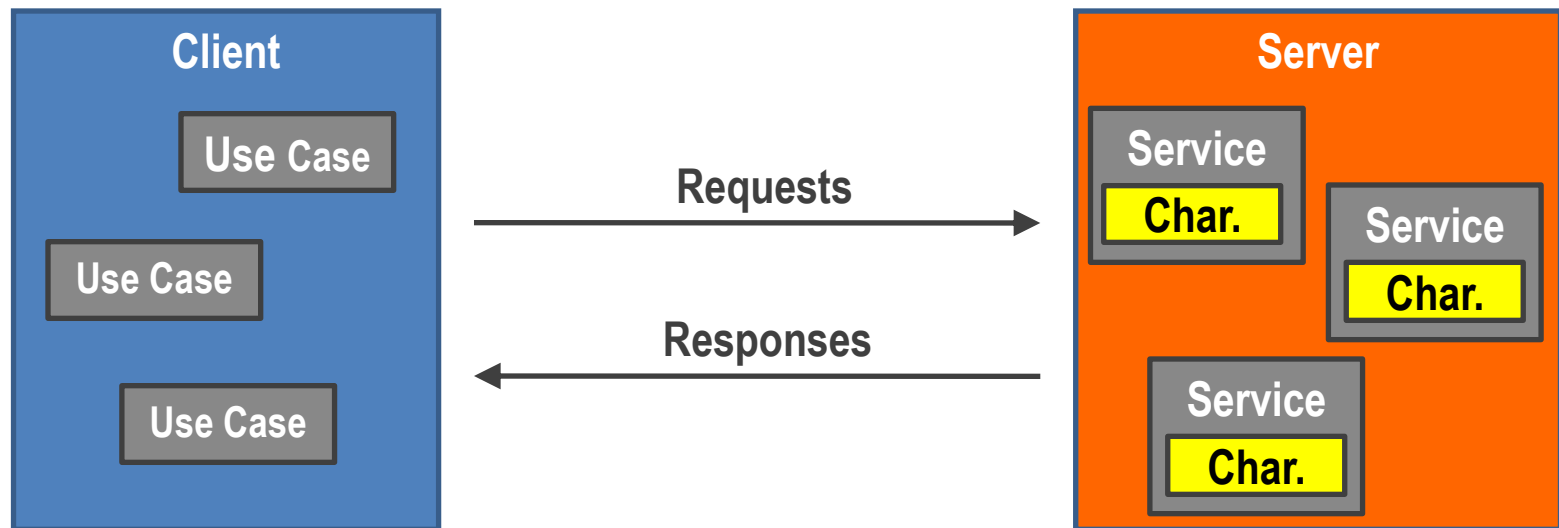 Client
Use Case
Use Case
Use Case
Requests
Responses
Server
Service
Char.
Service
Char.
Service
Char.